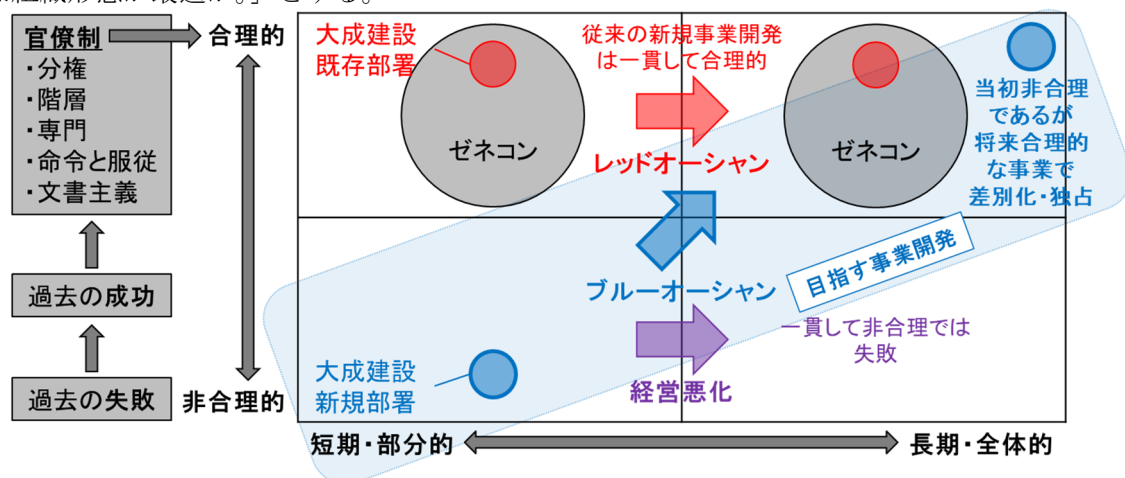 官僚制
・分権
・階層
・専門
・命令と服従
・文書主義
過去の成功
過去の失敗
合理的
非合理的
大成建設
既存部署
ゼネコン
従来の新規事業開発
は一貫して合理的
レッドオーシャン
ゼネコン
当初非合理
であるが
将来合理的
な事業で
差別化・独占
ブルーオーシャン
目指す事業開発
大成建設
新規部署
一貫して非合理では
失敗
経営悪化
短期・部分的
長期・全体的